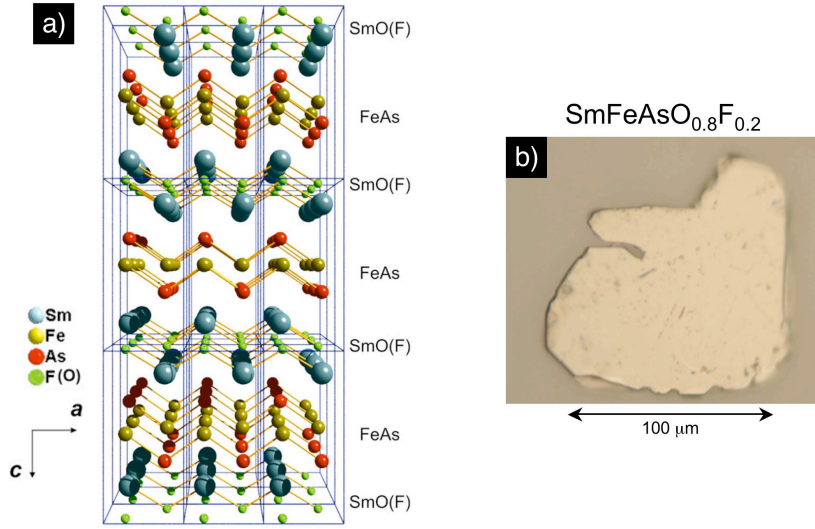 a)
SmO(F)
FeAs
SmO(F)
FeAs
SmO(F)
FeAs
SmO(F)
Sm
Fe
As
F(O)
a
c
SmFeAsO₀.₈F₀.₂
b)
100 μm